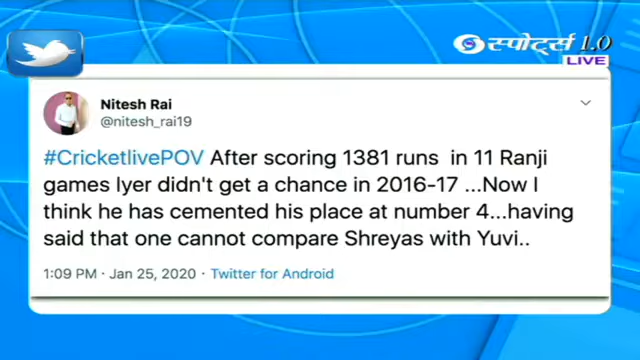 स्पोर्ट्स 1.0
LIVE
Nitesh Rai
@nitesh_rai19
#CricketlivePOV After scoring 1381 runs in 11 Ranji
games Iyer didn't get a chance in 2016-17 ...Now I
think he has cemented his place at number 4...having
said that one cannot compare Shreyas with Yuvi..
1:09 PM · Jan 25, 2020 · Twitter for Android